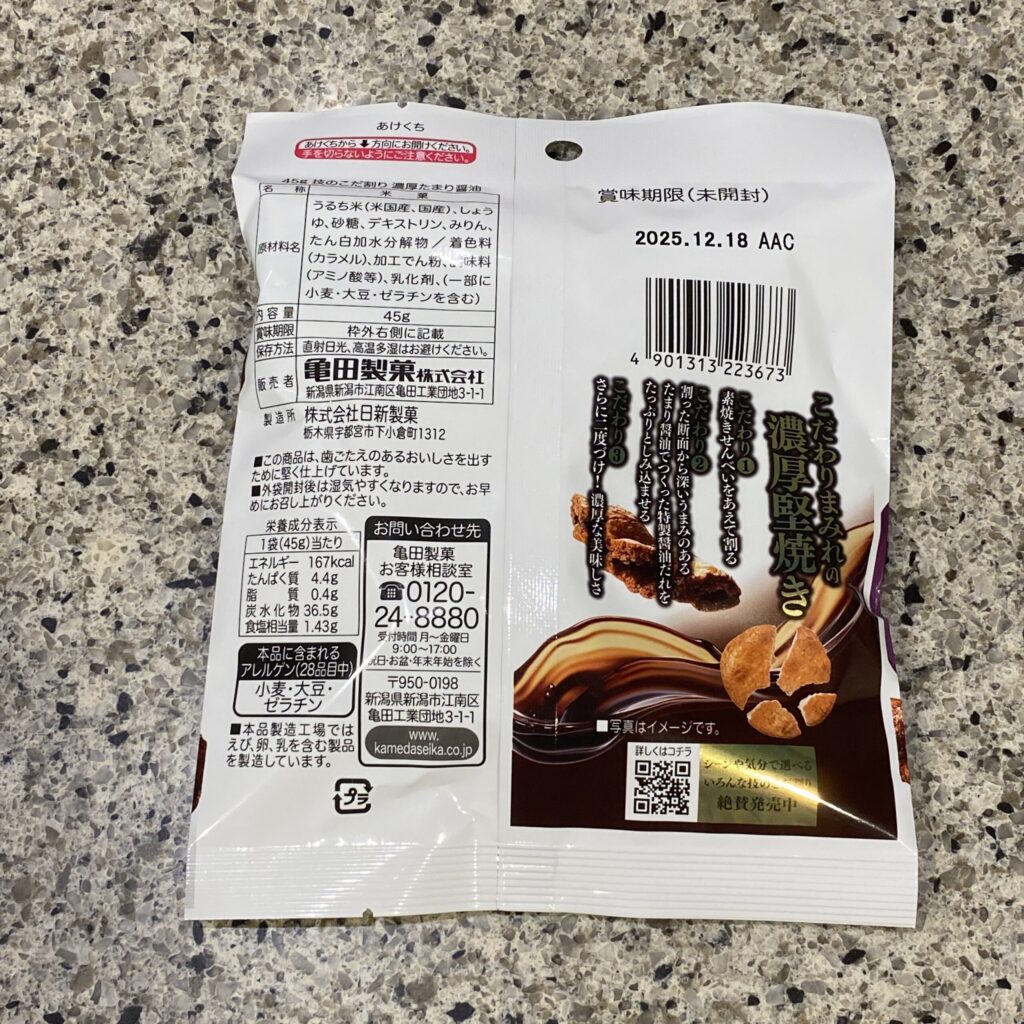 あけくち
あけくちから⬇方向にお開けください。
手を切らないようにご注意ください。
45g 技のこだ割り 濃厚たまり醤油
名 称 米 菓
原材料名
うるち米(米国産、国産)、しょう
ゆ、砂糖、デキストリン、みりん、
たん白加水分解物/着色料
(カラメル)、加工でん粉、調味料
(アミノ酸等)、乳化剤、(一部に
小麦・大豆・ゼラチンを含む)
内容量 45g
賞味期限 枠外右側に記載
保存方法 直射日光、高温多湿はお避けください。
販売者 亀田製菓株式会社
新潟県新潟市江南区亀田工業団地3-1-1
製造所 株式会社日新製菓
栃木県宇都宮市下小倉町1312
■この商品は、歯ごたえのあるおいしさを出す
ために堅く仕上げています。
■外袋開封後は湿気やすくなりますので、お早
めにお召し上がりください。
栄養成分表示
1袋(45g)当たり
エネルギー 167kcal
たんぱく質 4.4g
脂 質 0.4g
炭水化物 36.5g
食塩相当量 1.43g
本品に含まれる
アレルゲン(28品目中)
小麦・大豆・
ゼラチン
■本品製造工場では
えび、卵、乳を含む製品
を製造しています。
お問い合わせ先
亀田製菓
お客様相談室
☎0120-
24-8880
受付時間 月~金曜日
9:00~17:00
祝日・お盆・年末年始を除く
〒950-0198
新潟県新潟市江南区
亀田工業団地3-1-1
www.
kamedaseika.co.jp
プラ
賞味期限(未開封)
2025.12.18 AAC
4 901313 223673
こだわりまみれの
濃厚堅焼き
こだわり1
素焼きせんべいをあえて割る
こだわり2
割った断面から深いうまみのある
たまり醤油でつくった特製醤油だれを
たっぷりとしみ込ませる
こだわり3
さらに二度づけ!濃厚な美味しさ
■写真はイメージです。
詳しくはコチラ
シーンや気分で選べる
いろんな技のこだ割り
絶賛発売中